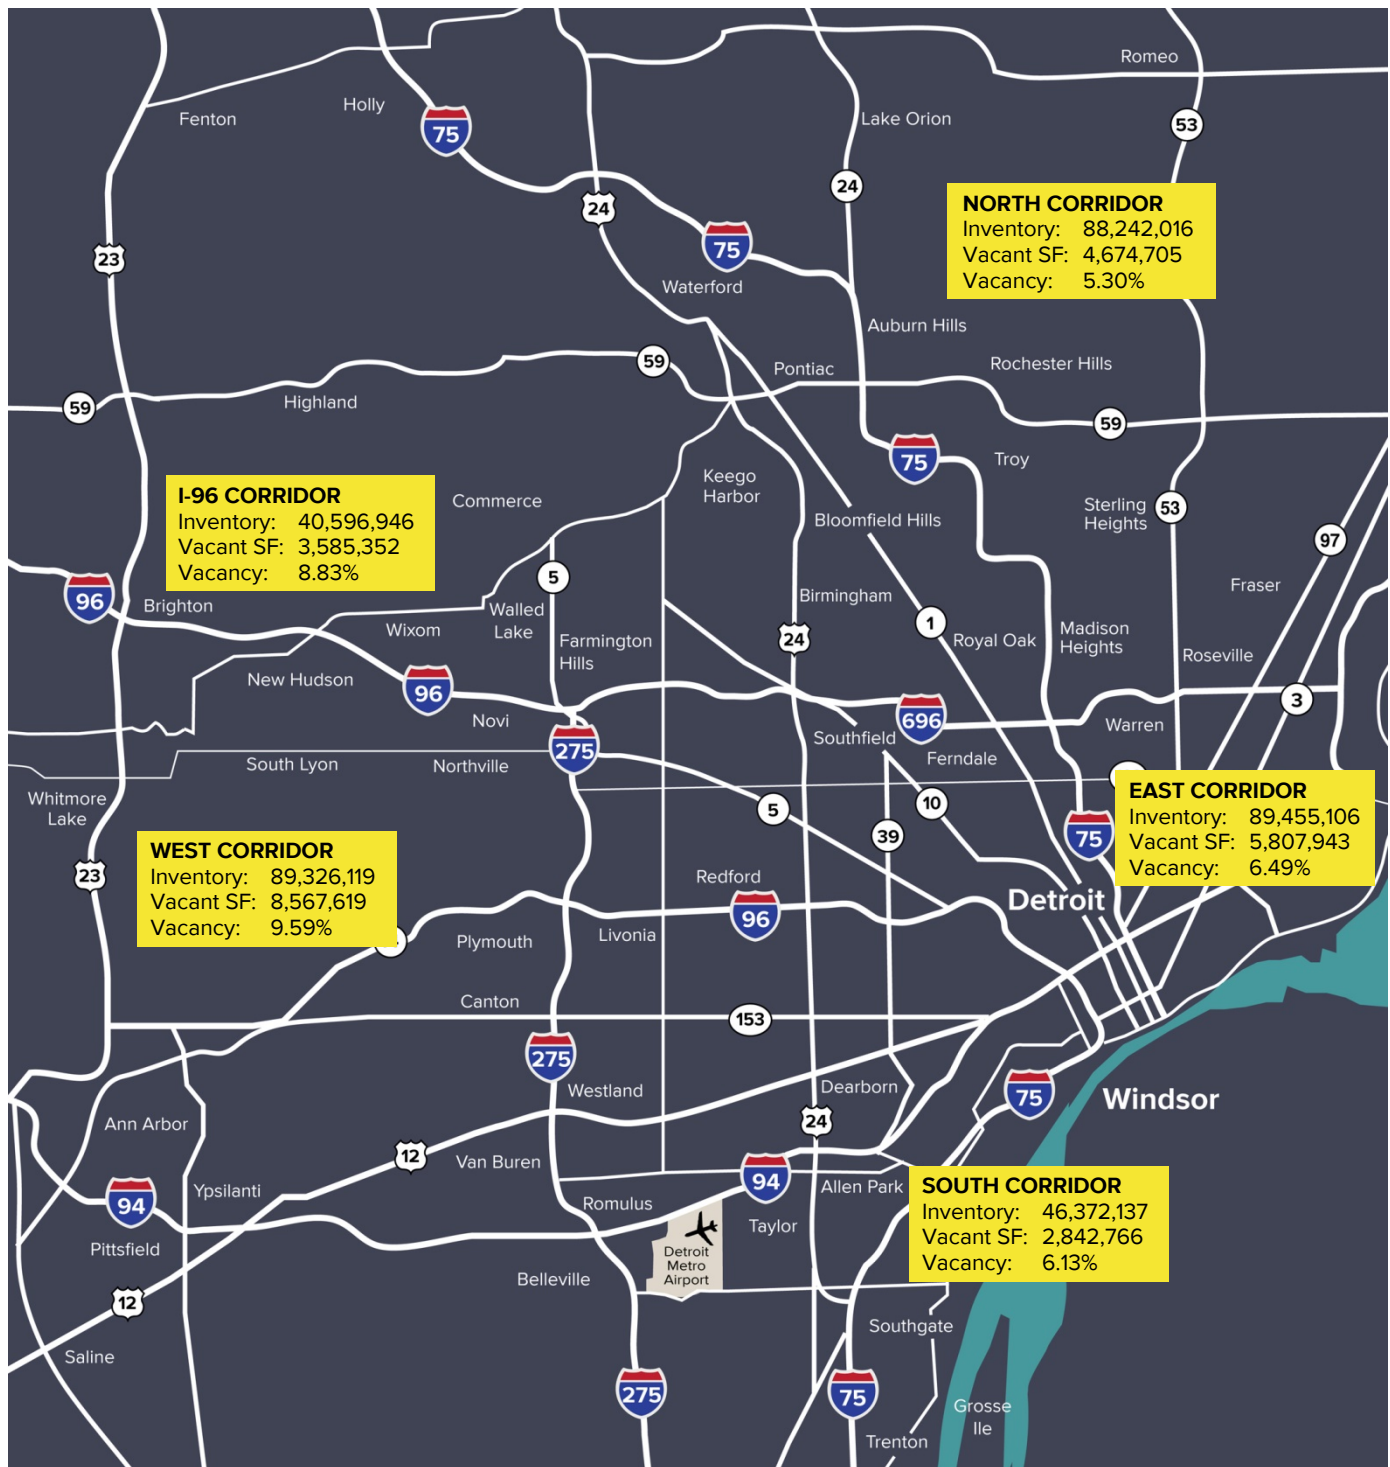 Romeo
Holly
Fenton
75
Lake Orion
53
24
24
NORTH CORRIDOR
Inventory: 88,242,016
Vacant SF: 4,674,705
Vacancy: 5.30%
75
23
Waterford
Auburn Hills
59
Pontiac
Rochester Hills
59
Highland
59
75
Troy
Keego
Harbor
I-96 CORRIDOR
Inventory: 40,596,946
Vacant SF: 3,585,352
Vacancy: 8.83%
Commerce
Bloomfield Hills
Sterling
Heights
53
97
5
Fraser
96
Brighton
Walled
Lake
Birmingham
Wixom
Farmington
Hills
24
1
Royal Oak
Madison
Heights
Roseville
New Hudson
96
3
Novi
696
Warren
Southfield
275
Ferndale
South Lyon
Northville
Whitmore
Lake
5
10
EAST CORRIDOR
Inventory: 89,455,106
Vacant SF: 5,807,943
Vacancy: 6.49%
39
75
WEST CORRIDOR
Inventory: 89,326,119
Vacant SF: 8,567,619
Vacancy: 9.59%
23
Redford
Detroit
96
Plymouth
Livonia
Canton
153
275
Westland
Dearborn
75
Windsor
Ann Arbor
24
12
Van Buren
94
Ypsilanti
94
Allen Park
SOUTH CORRIDOR
Inventory: 46,372,137
Vacant SF: 2,842,766
Vacancy: 6.13%
Romulus
Taylor
Pittsfield
Detroit
Metro
Airport
Belleville
12
Southgate
Saline
275
75
Grosse
Ile
Trenton